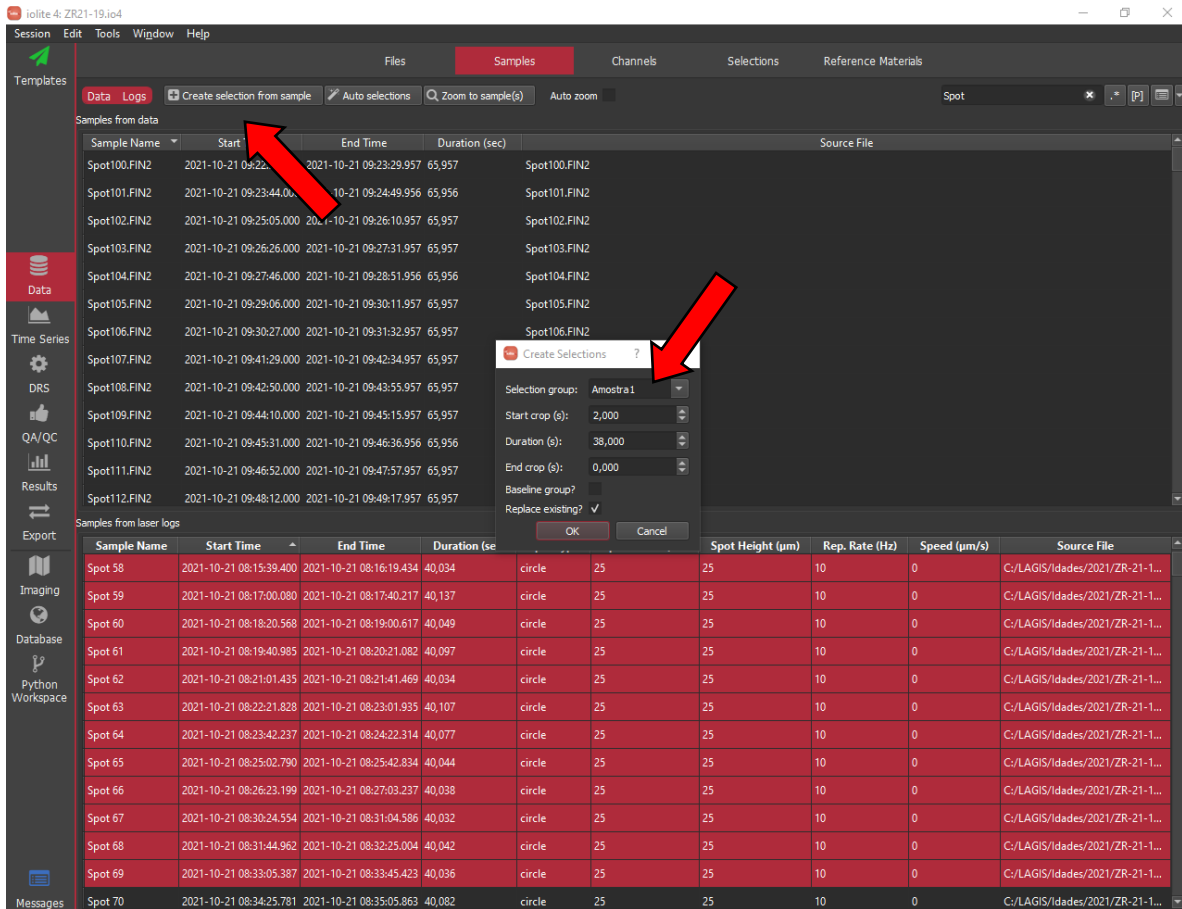 iolite 4: ZR21-19.io4
Session Edit Tools Window Help
Templates
Files Samples Channels Selections Reference Materials
Data Logs Create selection from sample Auto selections Zoom to sample(s) Auto zoom Spot .* [P]
Samples from data
Sample Name Start End Time Duration (sec) Source File
Spot100.FIN2 2021-10-21 09:22 2021-10-21 09:23:29.957 65,957 Spot100.FIN2
Spot101.FIN2 2021-10-21 09:23:44.00 10-21 09:24:49.956 65,956 Spot101.FIN2
Spot102.FIN2 2021-10-21 09:25:05.000 2021-10-21 09:26:10.957 65,957 Spot102.FIN2
Spot103.FIN2 2021-10-21 09:26:26.000 2021-10-21 09:27:31.957 65,957 Spot103.FIN2
Spot104.FIN2 2021-10-21 09:27:46.000 2021-10-21 09:28:51.956 65,956 Spot104.FIN2
Spot105.FIN2 2021-10-21 09:29:06.000 2021-10-21 09:30:11.957 65,957 Spot105.FIN2
Spot106.FIN2 2021-10-21 09:30:27.000 2021-10-21 09:31:32.957 65,957 Spot106.FIN2
Spot107.FIN2 2021-10-21 09:41:29.000 2021-10-21 09:42:34.957 65,957
Spot108.FIN2 2021-10-21 09:42:50.000 2021-10-21 09:43:55.957 65,957
Spot109.FIN2 2021-10-21 09:44:10.000 2021-10-21 09:45:15.957 65,957
Spot110.FIN2 2021-10-21 09:45:31.000 2021-10-21 09:46:36.956 65,956
Spot111.FIN2 2021-10-21 09:46:52.000 2021-10-21 09:47:57.957 65,957
Spot112.FIN2 2021-10-21 09:48:12.000 2021-10-21 09:49:17.957 65,957
Create Selections ?
Selection group: Amostra1
Start crop (s): 2,000
Duration (s): 38,000
End crop (s): 0,000
Baseline group?
Replace existing?
OK Cancel
Data
Time Series
DRS
QA/QC
Results
Export
Imaging
Database
Python
Workspace
Messages
Samples from laser logs
Sample Name Start Time End Time Duration (se Spot Height (µm) Rep. Rate (Hz) Speed (µm/s) Source File
Spot 58 2021-10-21 08:15:39.400 2021-10-21 08:16:19.434 40,034 circle 25 25 10 0 C:/LAGIS/Idades/2021/ZR-21-1...
Spot 59 2021-10-21 08:17:00.080 2021-10-21 08:17:40.217 40,137 circle 25 25 10 0 C:/LAGIS/Idades/2021/ZR-21-1...
Spot 60 2021-10-21 08:18:20.568 2021-10-21 08:19:00.617 40,049 circle 25 25 10 0 C:/LAGIS/Idades/2021/ZR-21-1...
Spot 61 2021-10-21 08:19:40.985 2021-10-21 08:20:21.082 40,097 circle 25 25 10 0 C:/LAGIS/Idades/2021/ZR-21-1...
Spot 62 2021-10-21 08:21:01.435 2021-10-21 08:21:41.469 40,034 circle 25 25 10 0 C:/LAGIS/Idades/2021/ZR-21-1...
Spot 63 2021-10-21 08:22:21.828 2021-10-21 08:23:01.935 40,107 circle 25 25 10 0 C:/LAGIS/Idades/2021/ZR-21-1...
Spot 64 2021-10-21 08:23:42.237 2021-10-21 08:24:22.314 40,077 circle 25 25 10 0 C:/LAGIS/Idades/2021/ZR-21-1...
Spot 65 2021-10-21 08:25:02.790 2021-10-21 08:25:42.834 40,044 circle 25 25 10 0 C:/LAGIS/Idades/2021/ZR-21-1...
Spot 66 2021-10-21 08:26:23.199 2021-10-21 08:27:03.237 40,038 circle 25 25 10 0 C:/LAGIS/Idades/2021/ZR-21-1...
Spot 67 2021-10-21 08:30:24.554 2021-10-21 08:31:04.586 40,032 circle 25 25 10 0 C:/LAGIS/Idades/2021/ZR-21-1...
Spot 68 2021-10-21 08:31:44.962 2021-10-21 08:32:25.004 40,042 circle 25 25 10 0 C:/LAGIS/Idades/2021/ZR-21-1...
Spot 69 2021-10-21 08:33:05.387 2021-10-21 08:33:45.423 40,036 circle 25 25 10 0 C:/LAGIS/Idades/2021/ZR-21-1...
Spot 70 2021-10-21 08:34:25.781 2021-10-21 08:35:05.863 40,082 circle 25 25 10 0 C:/LAGIS/Idades/2021/ZR-21-1...